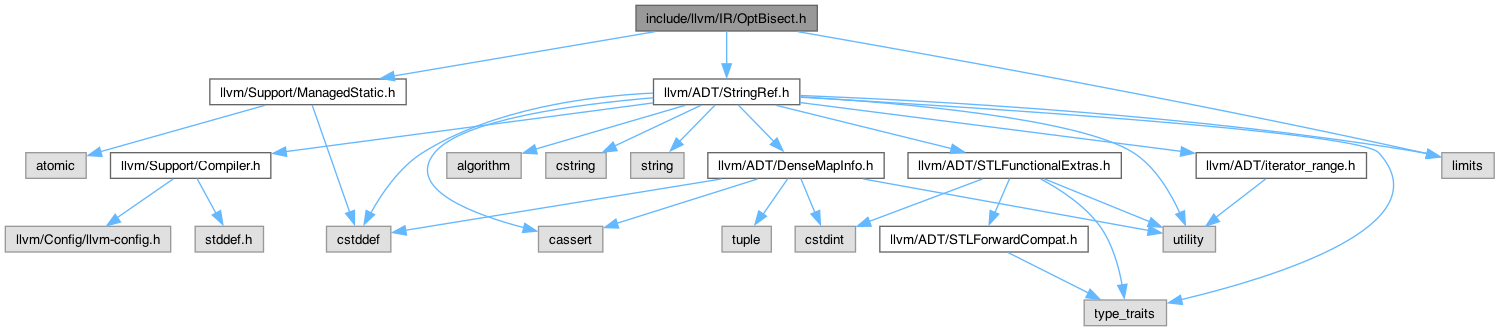 include/llvm/IR/OptBisect.h
llvm/Support/ManagedStatic.h
llvm/ADT/StringRef.h
atomic
llvm/Support/Compiler.h
algorithm
cstring
string
llvm/ADT/DenseMapInfo.h
llvm/ADT/STLFunctionalExtras.h
llvm/ADT/iterator_range.h
limits
llvm/Config/llvm-config.h
stddef.h
cstddef
cassert
tuple
cstdint
llvm/ADT/STLForwardCompat.h
utility
type_traits